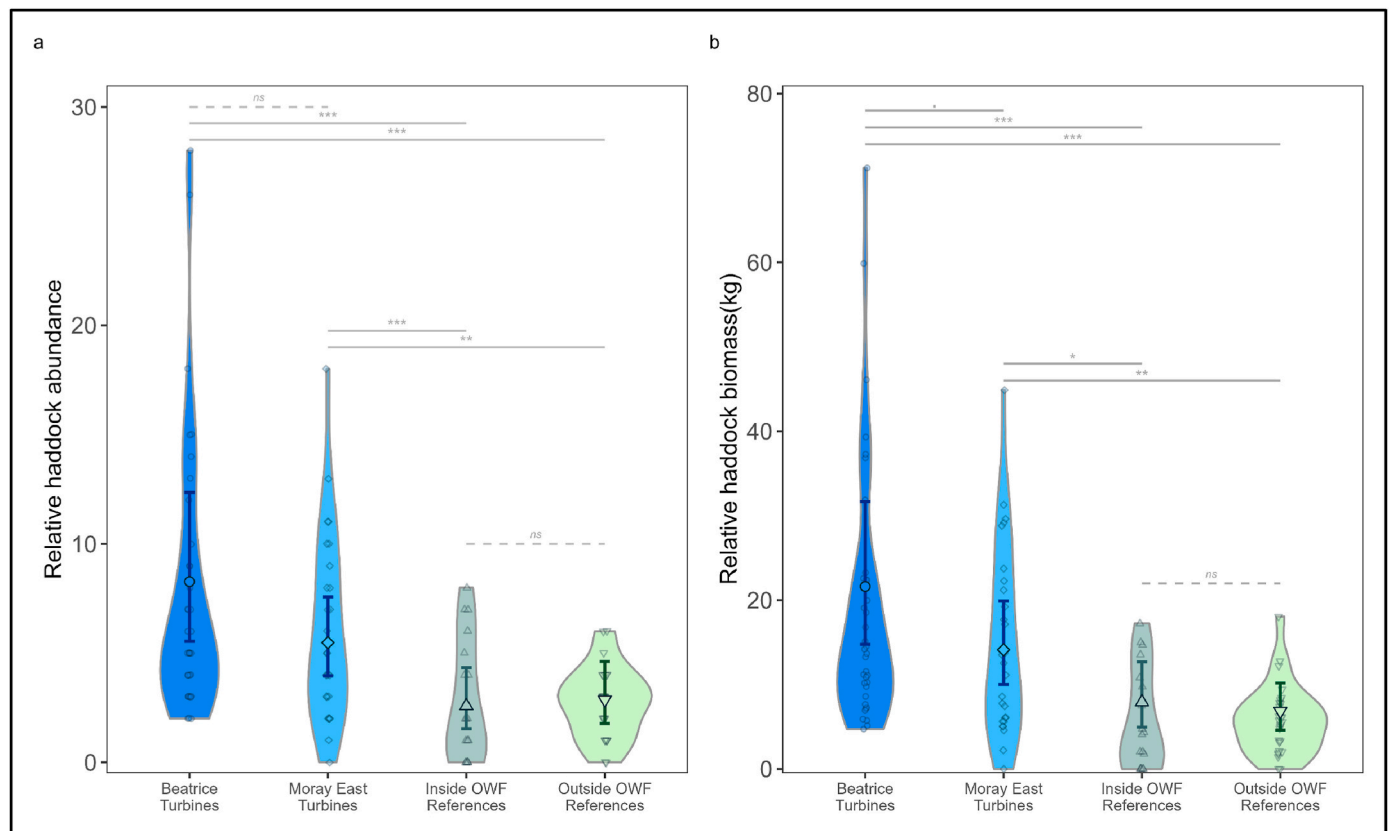 a
30
ns
***
***
20
***
**
10
ns
0
Relative haddock abundance
Beatrice
Turbines
Moray East
Turbines
Inside OWF
References
Outside OWF
References
b
80
.
***
***
60
*
**
40
20
ns
0
Relative haddock biomass(kg)
Beatrice
Turbines
Moray East
Turbines
Inside OWF
References
Outside OWF
References